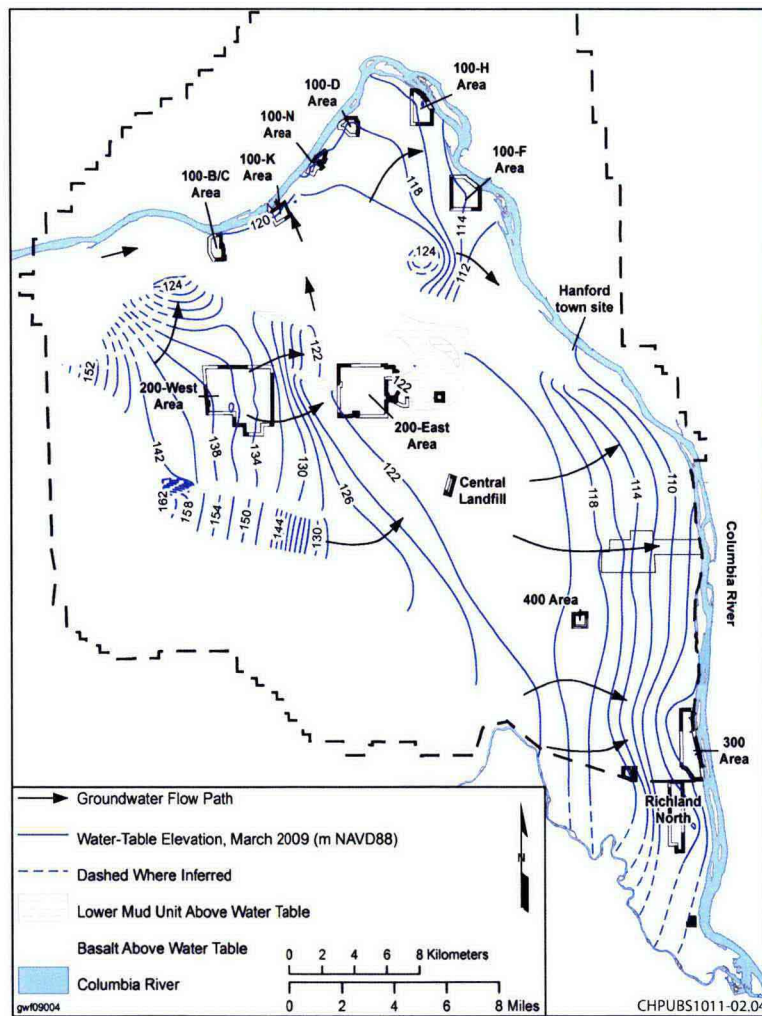 100-H
Area
100-D
Area
100-N
Area
100-K
Area
100-F
Area
100-B/C
Area
118
120
114
124
112
Hanford
town site
124
152
122
200-West
Area
122
200-East
Area
142
138
134
130
126
122
Central
Landfill
118
114
110
162
158
154
150
144
130
Columbia River
400 Area
300
Area
Richland
North
Groundwater Flow Path
Water-Table Elevation, March 2009 (m NAVD88)
Dashed Where Inferred
Lower Mud Unit Above Water Table
Basalt Above Water Table
Columbia River
N
0 2 4 6 8 Kilometers
0 2 4 6 8 Miles
gwf09004
CHPUBS1011-02.04